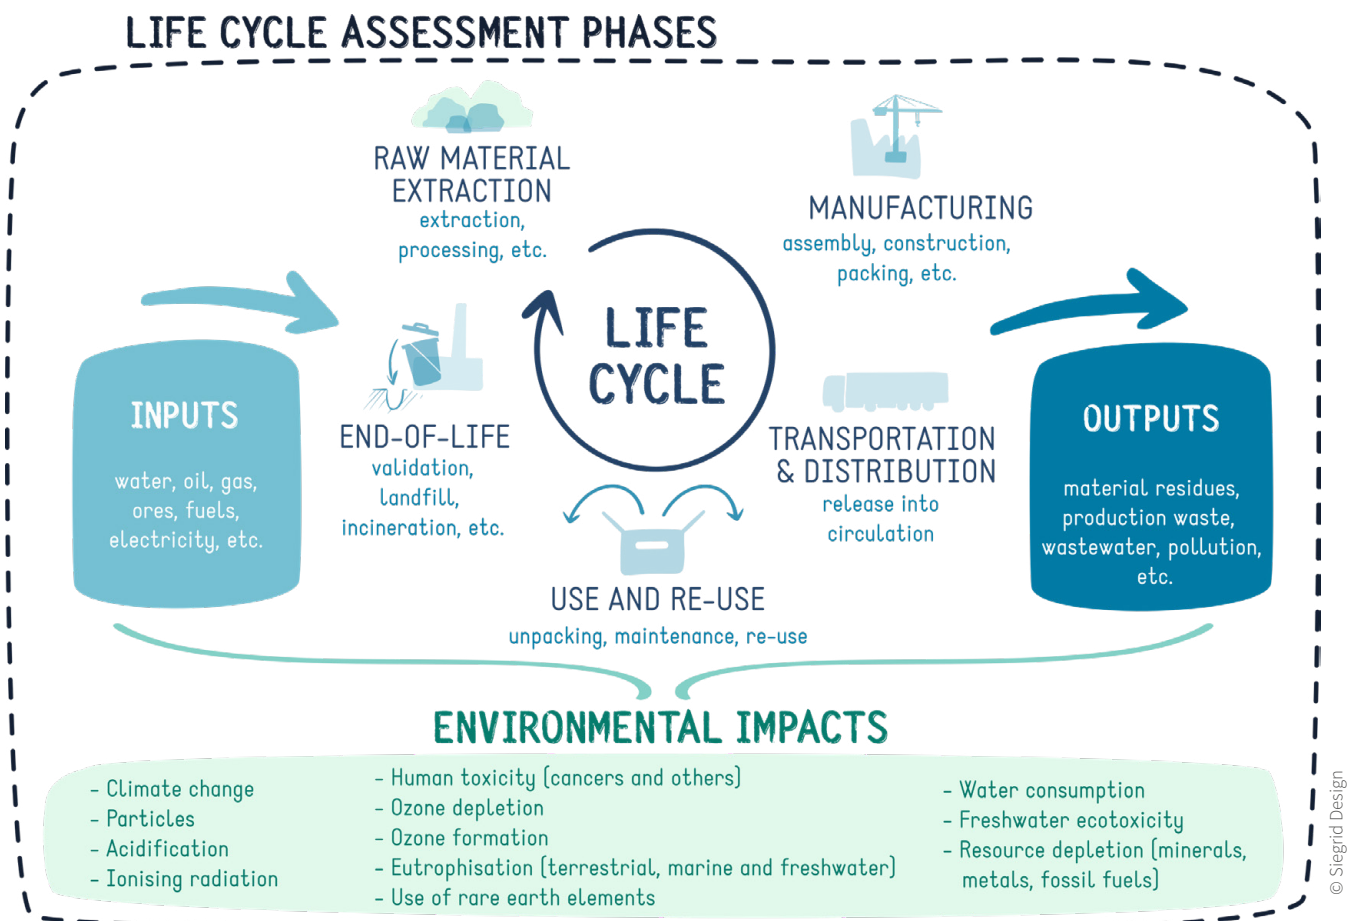 LIFE CYCLE ASSESSMENT PHASES
RAW MATERIAL
EXTRACTION
extraction,
processing, etc.
MANUFACTURING
assembly, construction,
packing, etc.
LIFE
CYCLE
INPUTS
water, oil, gas,
ores, fuels,
electricity, etc.
END-OF-LIFE
validation,
landfill,
incineration, etc.
TRANSPORTATION
& DISTRIBUTION
release into
circulation
OUTPUTS
material residues,
production waste,
wastewater, pollution,
etc.
USE AND RE-USE
unpacking, maintenance, re-use
ENVIRONMENTAL IMPACTS
- Climate change
- Particles
- Acidification
- Ionising radiation
- Human toxicity (cancers and others)
- Ozone depletion
- Ozone formation
- Eutrophisation (terrestrial, marine and freshwater)
- Use of rare earth elements
- Water consumption
- Freshwater ecotoxicity
- Resource depletion (minerals,
metals, fossil fuels)
© Siegrid Design